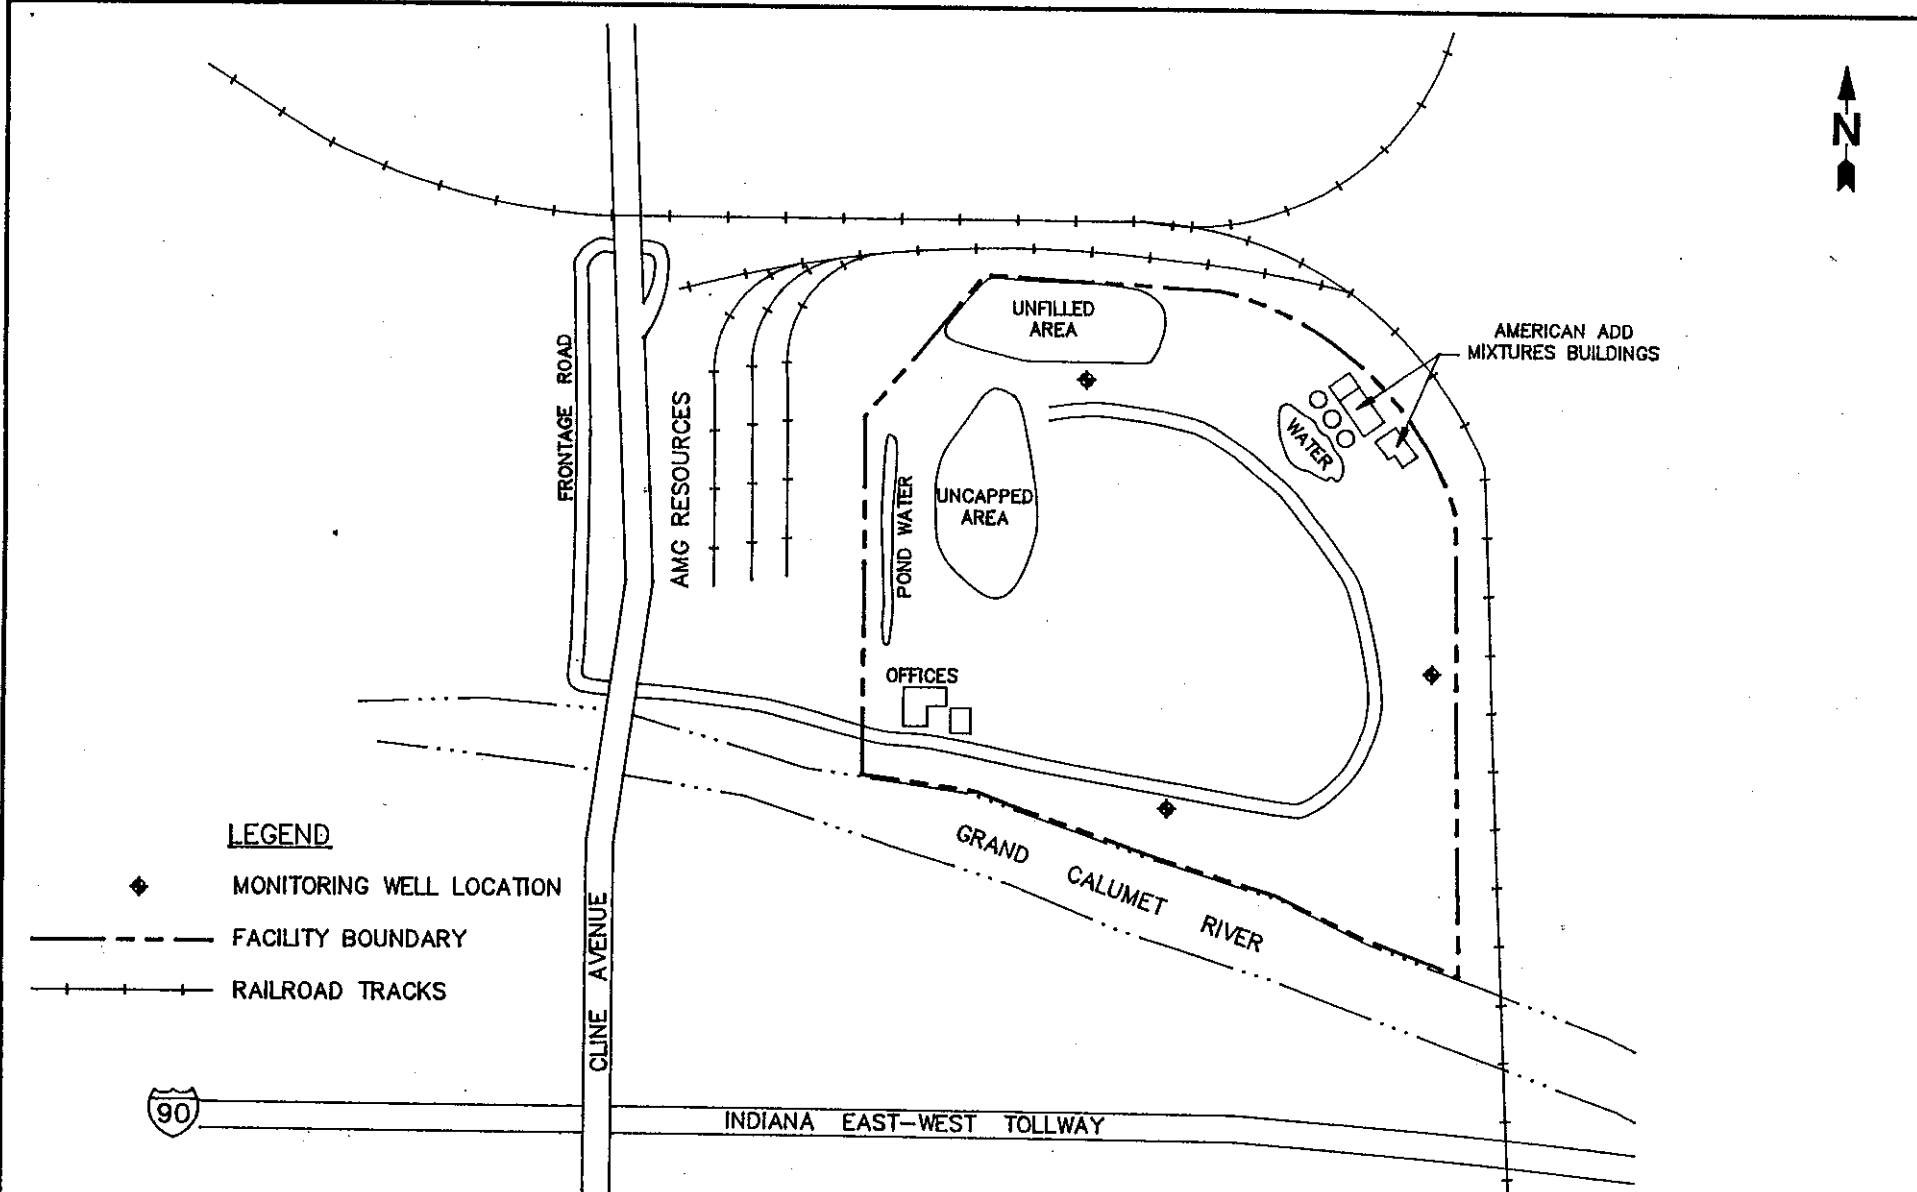 N
UNFILLED
AREA
AMERICAN ADD
MIXTURES BUILDINGS
FRONTAGE ROAD
AMG RESOURCES
WATER
POND WATER
UNCAPPED
AREA
OFFICES
GRAND CALUMET RIVER
LEGEND
MONITORING WELL LOCATION
FACILITY BOUNDARY
RAILROAD TRACKS
CLINE AVENUE
90
INDIANA EAST-WEST TOLLWAY